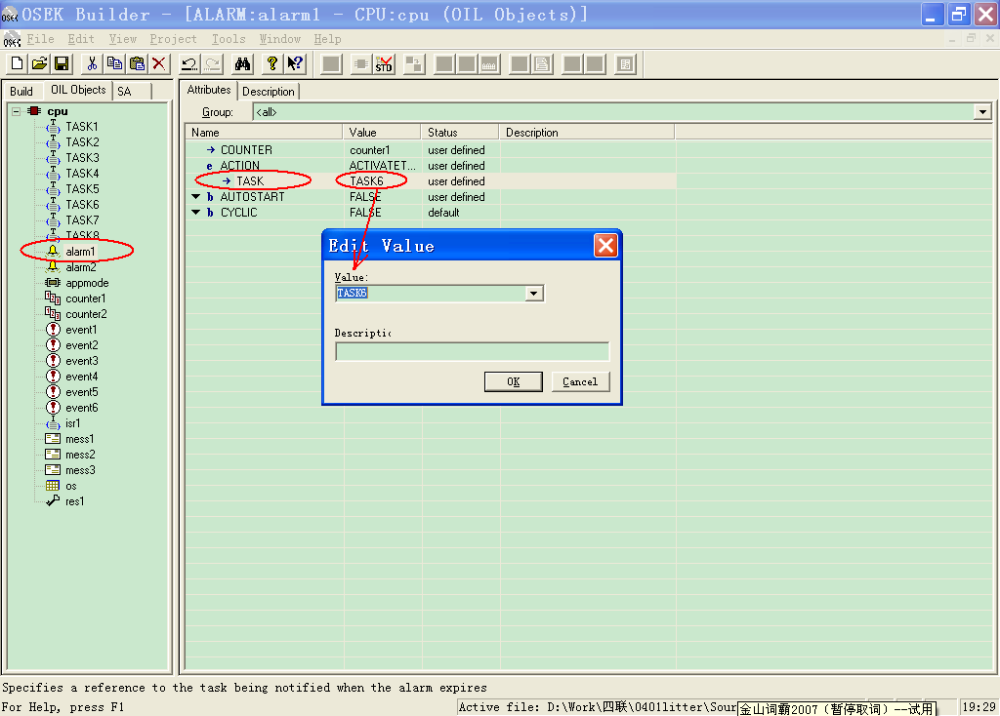 OSEK Builder - [ALARM:alarm1 - CPU:cpu (OIL Objects)]
File Edit View Project Tools Window Help
STD
Build OIL Objects SA
cpu
TASK1
TASK2
TASK3
TASK4
TASK5
TASK6
TASK7
TASK8
alarm1
alarm2
appmode
counter1
counter2
event1
event2
event3
event4
event5
event6
isr1
mess1
mess2
mess3
os
res1
Attributes Description
Group: <all>
Name Value Status Description
COUNTER counter1 user defined
ACTION ACTIVATET... user defined
TASK TASK6 user defined
AUTOSTART FALSE user defined
CYCLIC FALSE default
Edit Value
Value:
TASK6
Descriptic
OK Cancel
Specifies a reference to the task being notified when the alarm expires
For Help, press F1
Active file: D:\Work\四联\0401litter\Sour
金山词霸2007（暂停取词）--试用
19:29